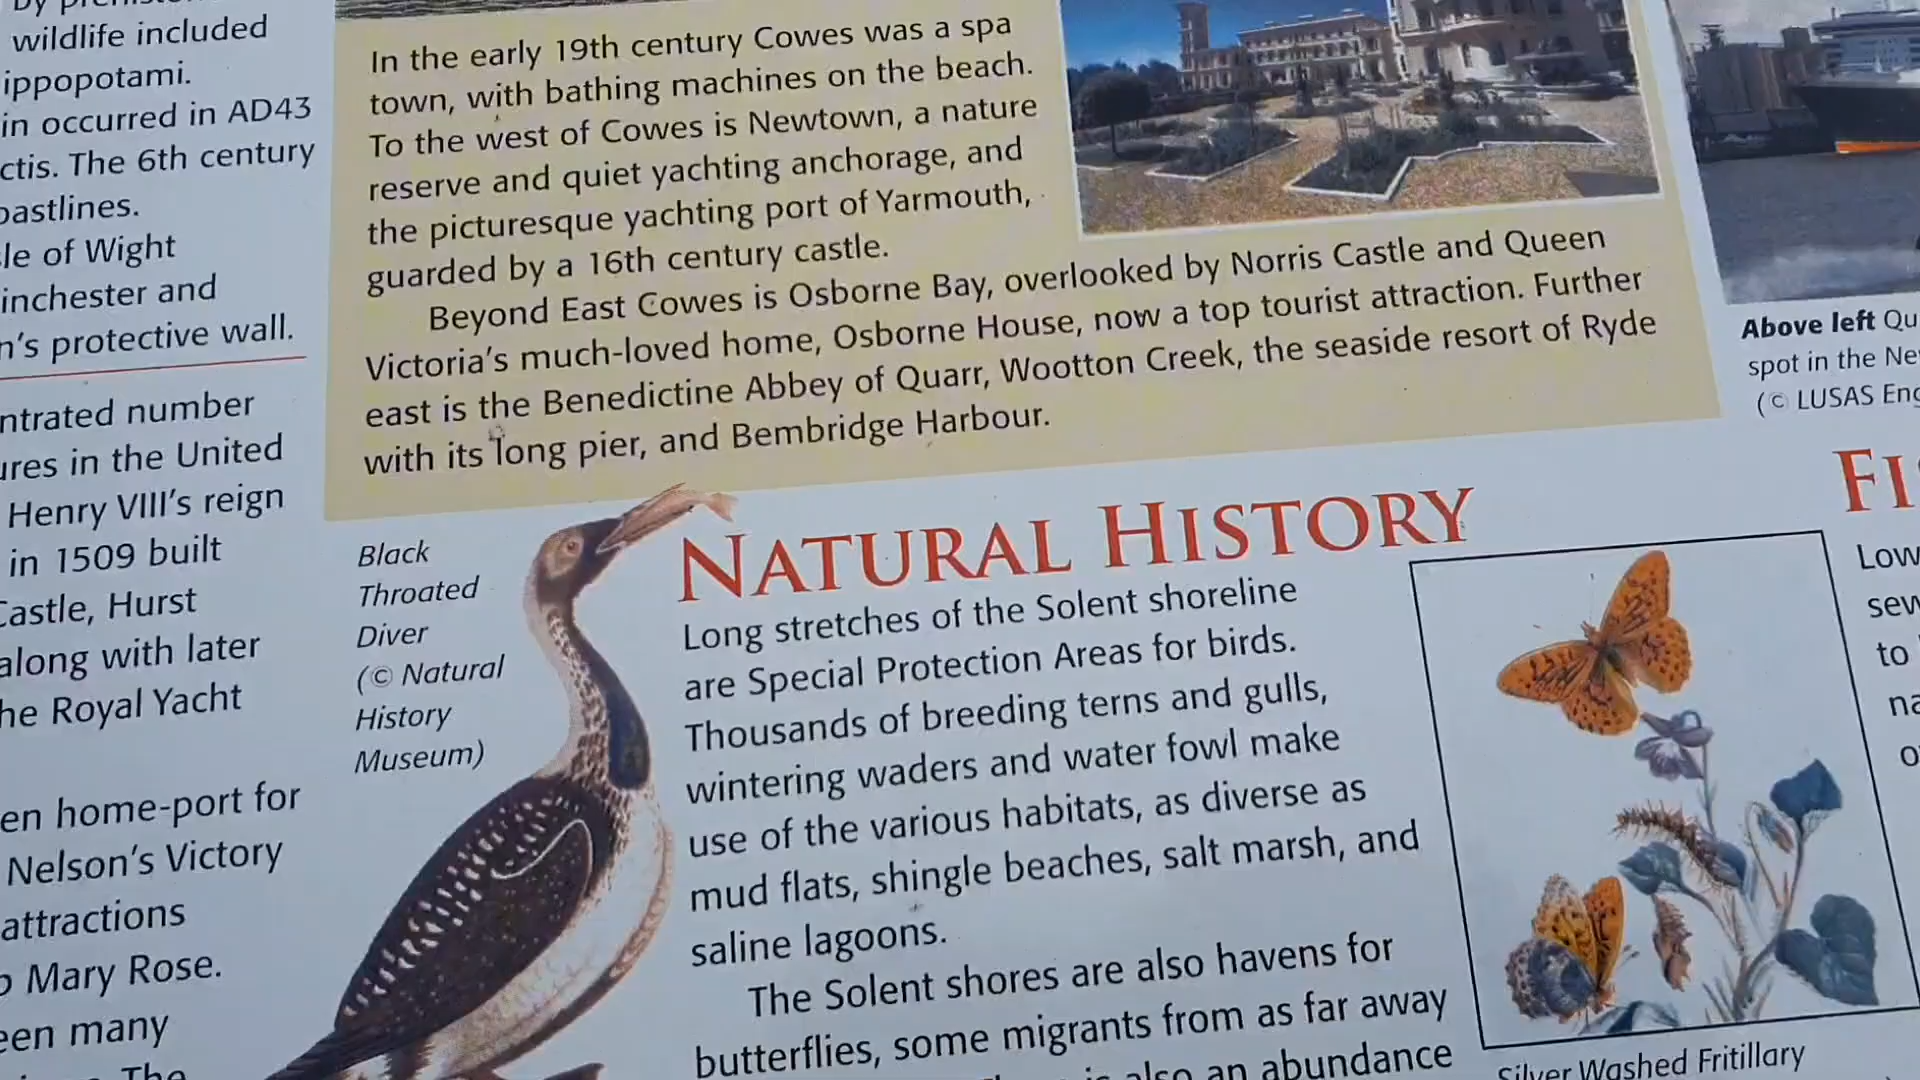 wildlife included
ippopotami.
in occurred in AD43
ctis. The 6th century
oastlines.
le of Wight
inchester and
n's protective wall.
ntrated number
ures in the United
Henry VIII's reign
in 1509 built
Castle, Hurst
along with later
he Royal Yacht
en home-port for
Nelson's Victory
attractions
o Mary Rose.
een many
The
In the early 19th century Cowes was a spa
town, with bathing machines on the beach.
To the west of Cowes is Newtown, a nature
reserve and quiet yachting anchorage, and
the picturesque yachting port of Yarmouth,
guarded by a 16th century castle.
Beyond East Cowes is Osborne Bay, overlooked by Norris Castle and Queen
Victoria's much-loved home, Osborne House, now a top tourist attraction. Further
east is the Benedictine Abbey of Quarr, Wootton Creek, the seaside resort of Ryde
with its long pier, and Bembridge Harbour.
Black
Throated
Diver
(© Natural
History
Museum)
NATURAL HISTORY
Long stretches of the Solent shoreline
are Special Protection Areas for birds.
Thousands of breeding terns and gulls,
wintering waders and water fowl make
use of the various habitats, as diverse as
mud flats, shingle beaches, salt marsh, and
saline lagoons.
The Solent shores are also havens for
butterflies, some migrants from as far away
also an abundance
Silver Washed Fritillary
Above left Qu
spot in the Ne
(© LUSAS Eng
FI
Low
sew
to
na